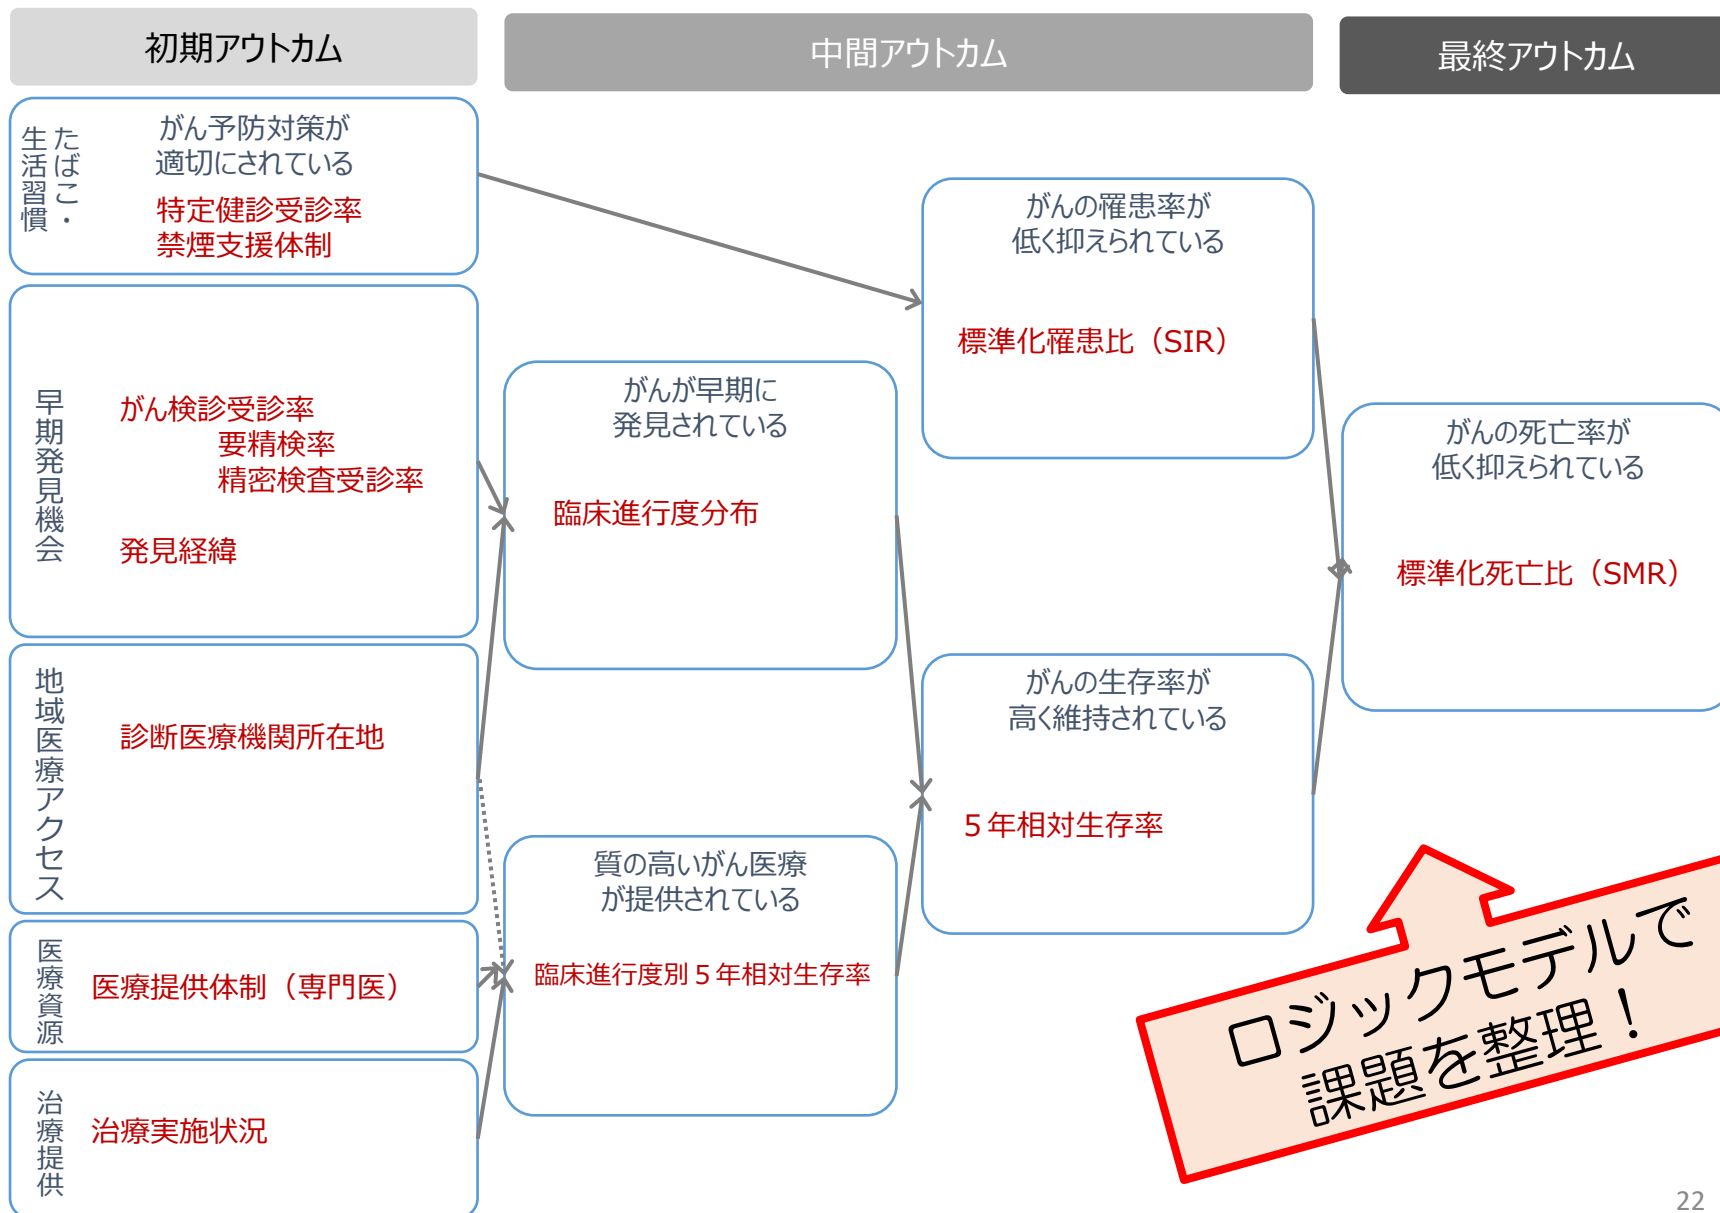 初期アウトカム
中間アウトカム
最終アウトカム
たばこ・
生活習慣
がん予防対策が
適切にされている
特定健診受診率
禁煙支援体制
早期発見機会
がん検診受診率
要精検率
精密検査受診率
発見経緯
地域医療アクセス
診断医療機関所在地
医療資源
医療提供体制（専門医）
治療提供
治療実施状況
がんが早期に
発見されている
臨床進行度分布
質の高いがん医療
が提供されている
臨床進行度別５年相対生存率
がんの罹患率が
低く抑えられている
標準化罹患比（SIR）
がんの生存率が
高く維持されている
５年相対生存率
がんの死亡率が
低く抑えられている
標準化死亡比（SMR）
ロジックモデルで
課題を整理！
22